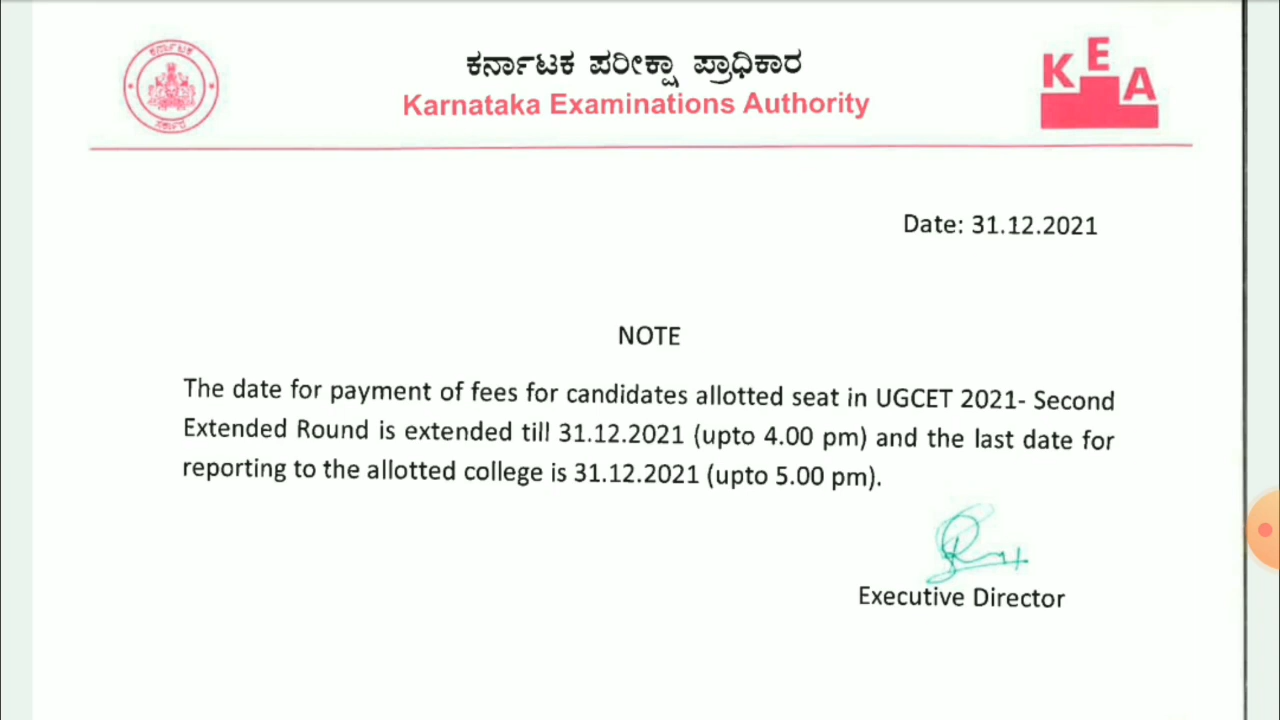 ಕರ್ನಾಟಕ
ಸರ್ಕಾರ
ಕರ್ನಾಟಕ ಪರೀಕ್ಷಾ ಪ್ರಾಧಿಕಾರ
Karnataka Examinations Authority
KEA
Date: 31.12.2021
NOTE
The date for payment of fees for candidates allotted seat in UGCET 2021- Second
Extended Round is extended till 31.12.2021 (upto 4.00 pm) and the last date for
reporting to the allotted college is 31.12.2021 (upto 5.00 pm).
Executive Director